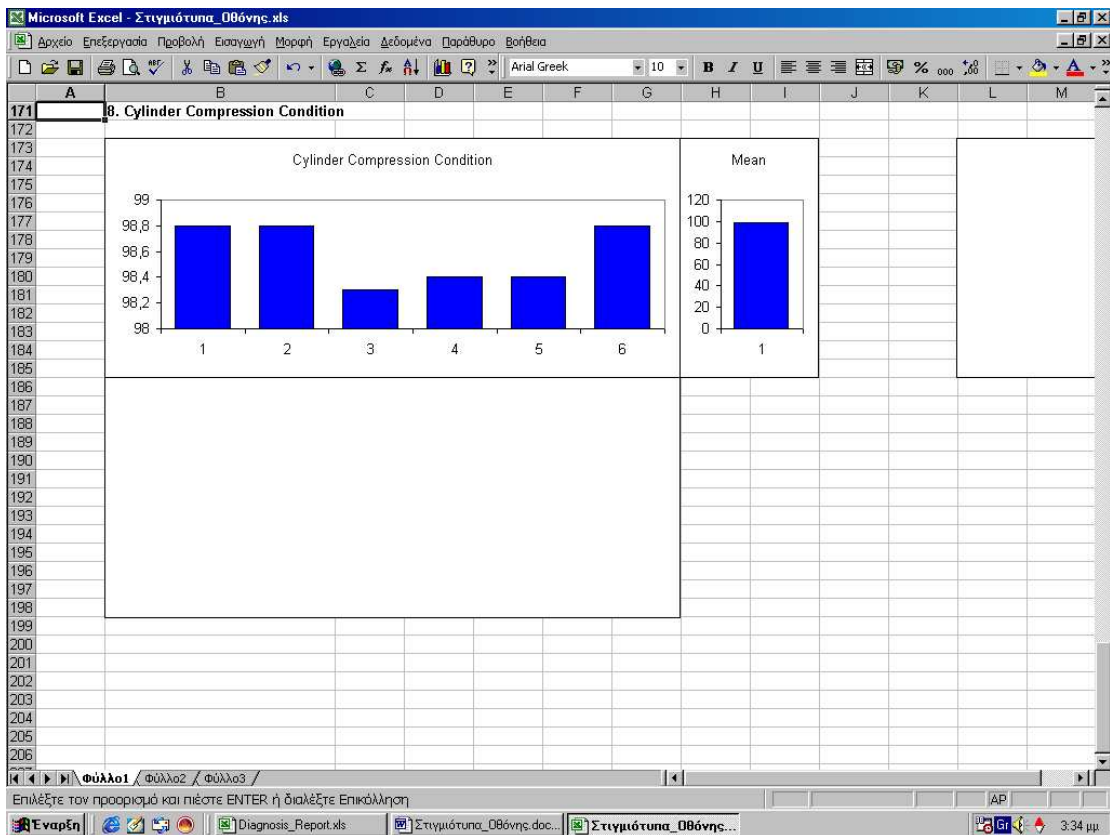 Microsoft Excel - Στιγμιότυπα_Οθόνης.xls
Αρχείο Επεξεργασία Προβολή Εισαγωγή Μορφή Εργαλεία Δεδομένα Παράθυρο Βοήθεια
Arial Greek 10 B I U % 000
A B C D E F G H I J K L M
171 8. Cylinder Compression Condition
172
173
174 Cylinder Compression Condition Mean
175
176 99 120
177 98,8 100
178 80
179 98,6 60
180 98,4 40
181
182 98,2 20
183 98 0
184 1 2 3 4 5 6 1
185
186
187
188
189
190
191
192
193
194
195
196
197
198
199
200
201
202
203
204
205
206
Φύλλο1 Φύλλο2 Φύλλο3
Επιλέξτε τον προορισμό και πιέστε ENTER ή διαλέξτε Επικόλληση AP
Έναρξη Diagnosis_Report.xls Στιγμιότυπα_Οθόνης.doc... Στιγμιότυπα_Οθόνης... Gr 3:34 μμ